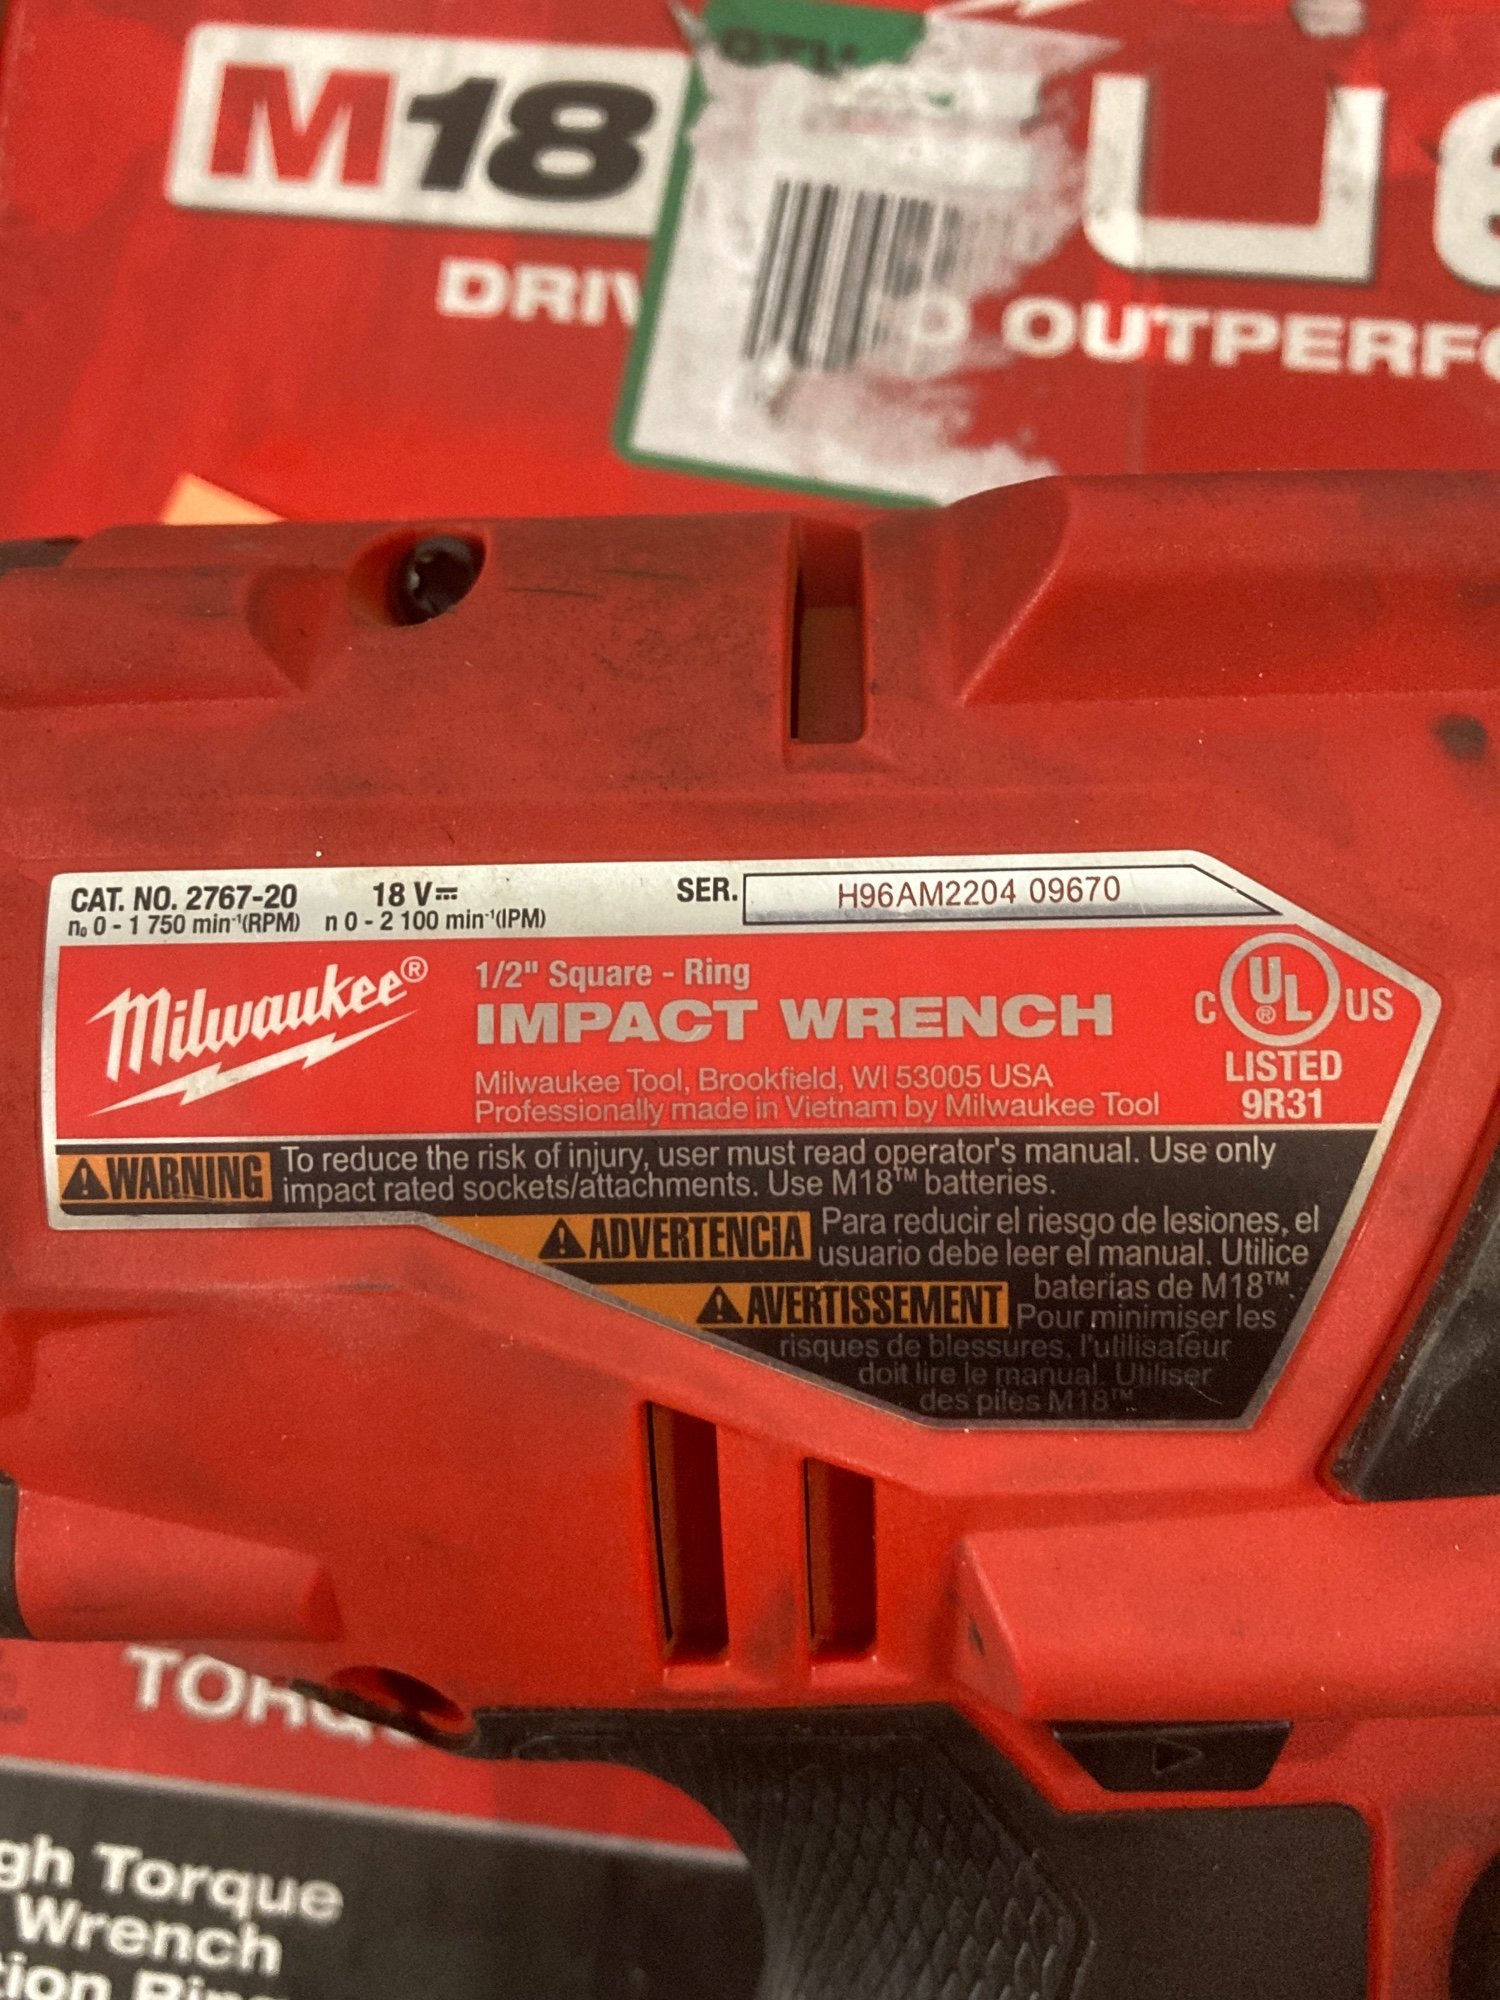 M18
DRIV
D OUTPERFO
CAT. NO. 2767-20 18 V⎓ SER. H96AM2204 09670
n₀ 0 - 1 750 min⁻¹(RPM) n 0 - 2 100 min⁻¹(IPM)
Milwaukee®
1/2" Square - Ring
IMPACT WRENCH
Milwaukee Tool, Brookfield, WI 53005 USA
Professionally made in Vietnam by Milwaukee Tool
C UL® US
LISTED
9R31
WARNING To reduce the risk of injury, user must read operator's manual. Use only
impact rated sockets/attachments. Use M18™ batteries.
ADVERTENCIA Para reducir el riesgo de lesiones, el
usuario debe leer el manual. Utilice
baterías de M18™.
AVERTISSEMENT Pour minimiser les
risques de blessures, l'utilisateur
doit lire le manual. Utiliser
des piles M18™.
TORQU
gh Torque
Wrench
tion Ring